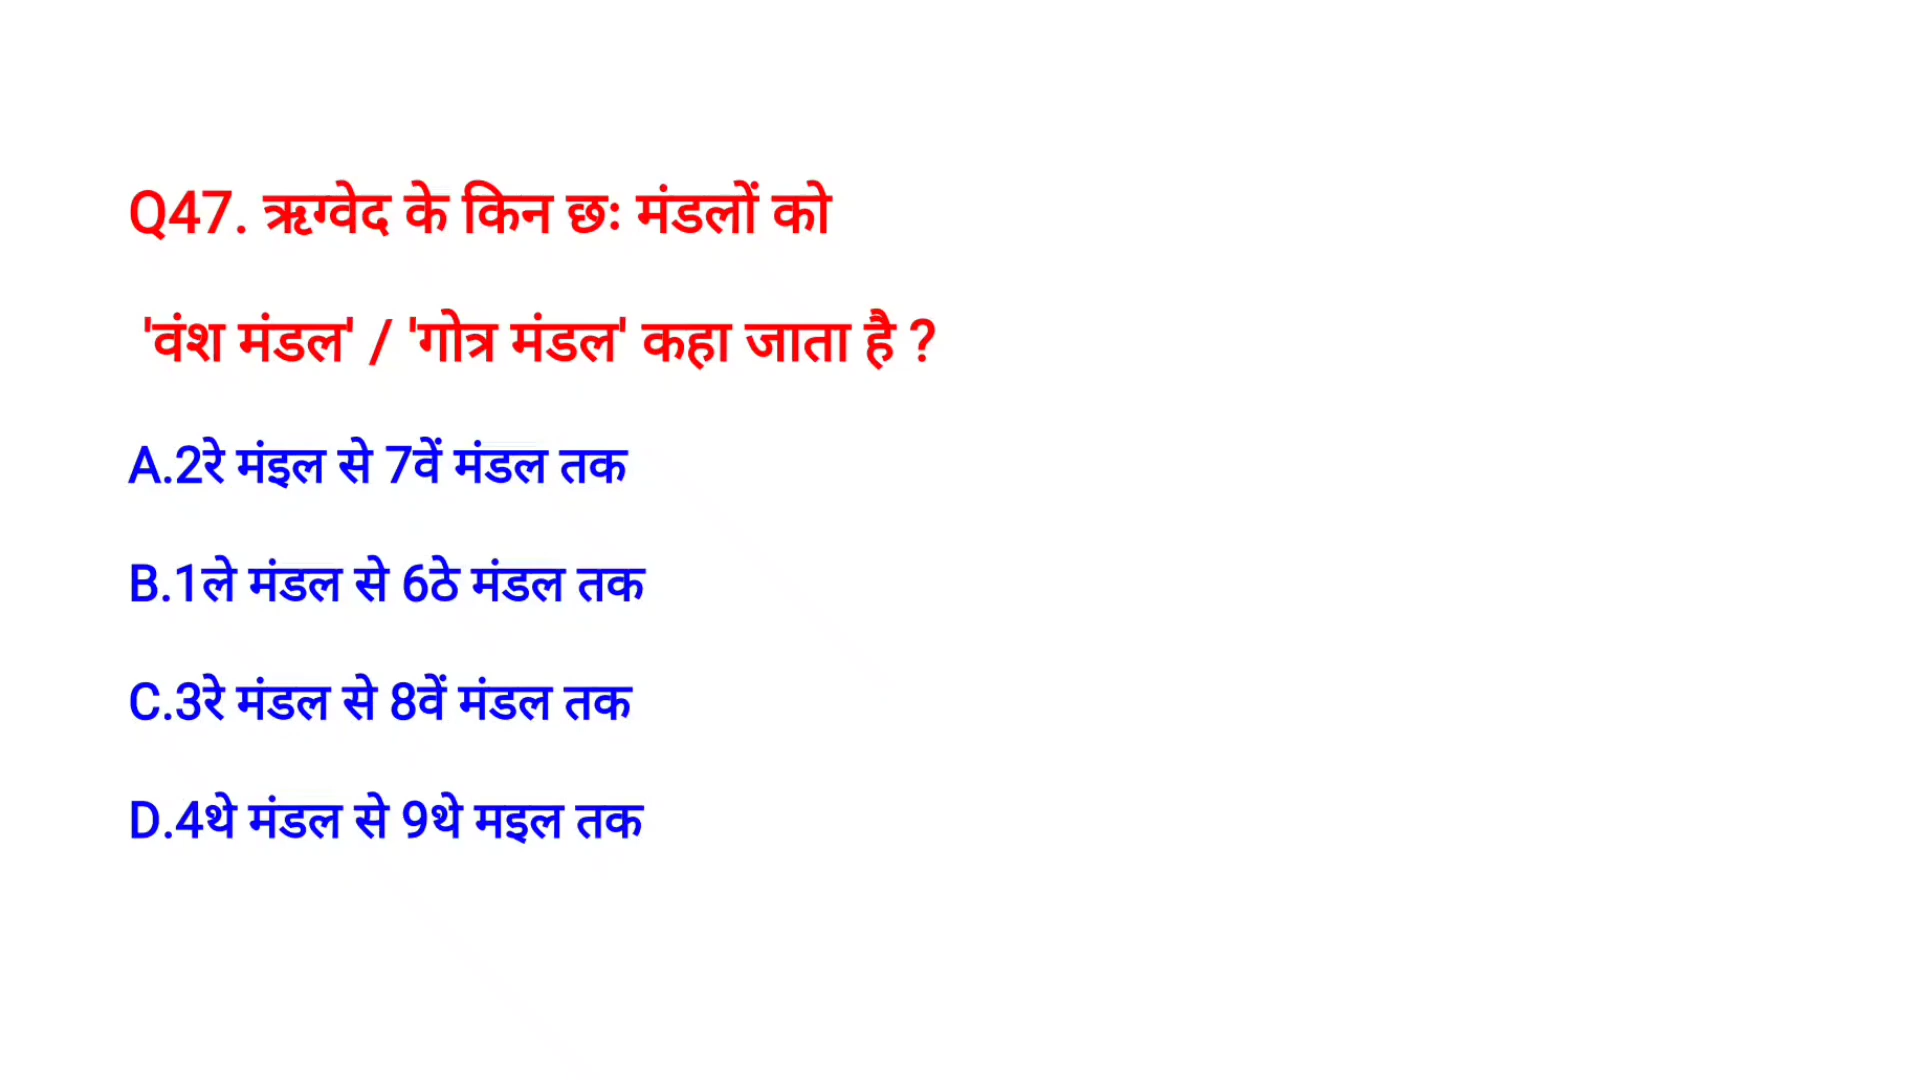 Q47. ऋग्वेद के किन छः मंडलों को
'वंश मंडल' / 'गोत्र मंडल' कहा जाता है ?
A.2रे मंइल से 7वें मंडल तक
B.1ले मंडल से 6ठे मंडल तक
C.3रे मंडल से 8वें मंडल तक
D.4थे मंडल से 9थे मइल तक